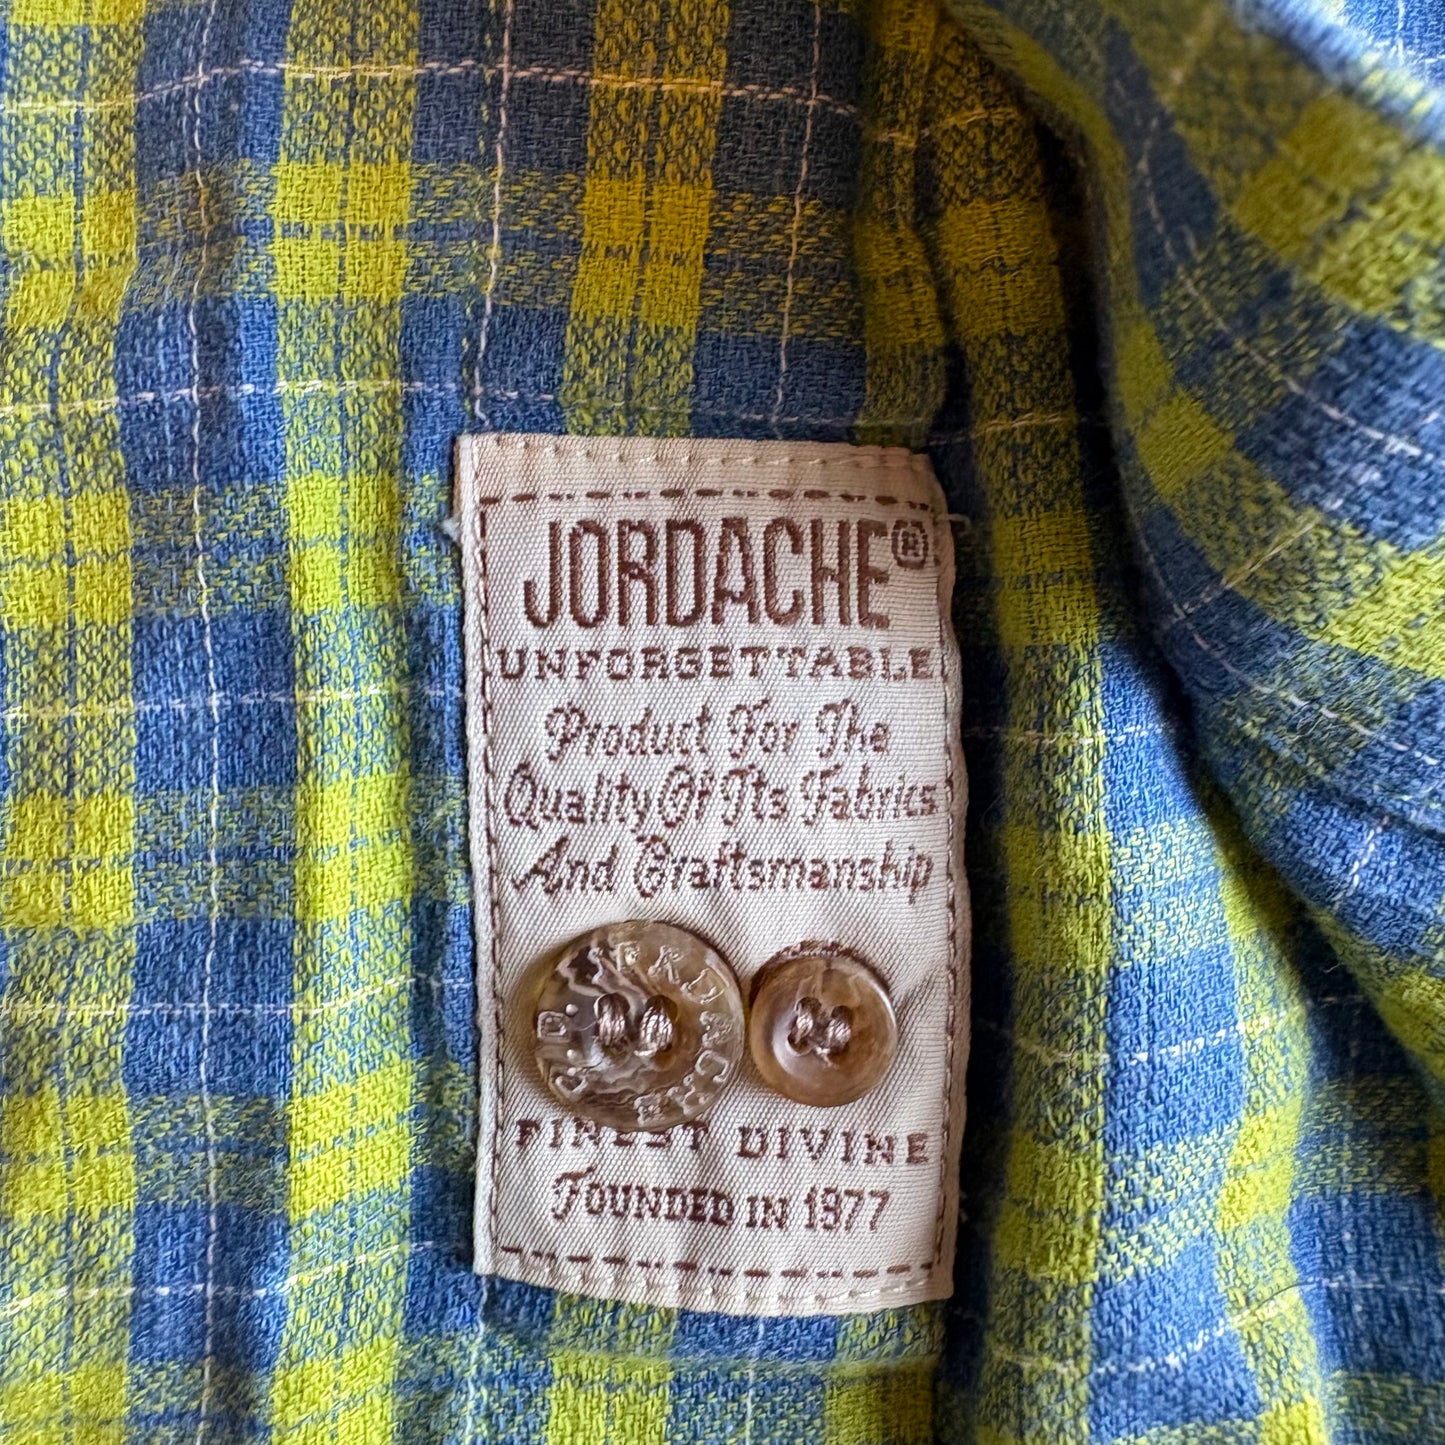 JORDACHE®
UNFORGETTABLE
Product For The
Quality Of Its Fabrics
And Craftsmanship
FINEST DIVINE
FOUNDED IN 1977